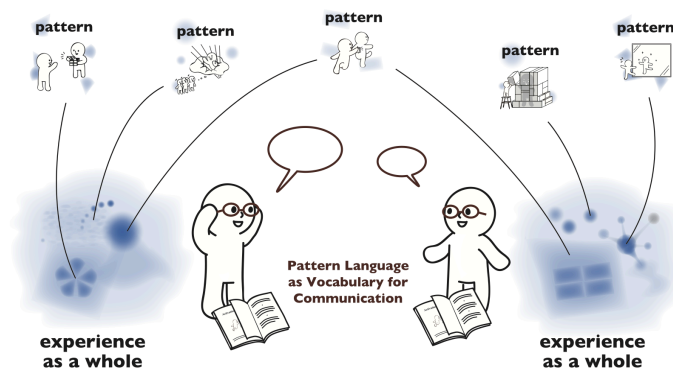 pattern
pattern
pattern
pattern
pattern
Pattern Language
as Vocabulary for
Communication
experience
as a whole
experience
as a whole